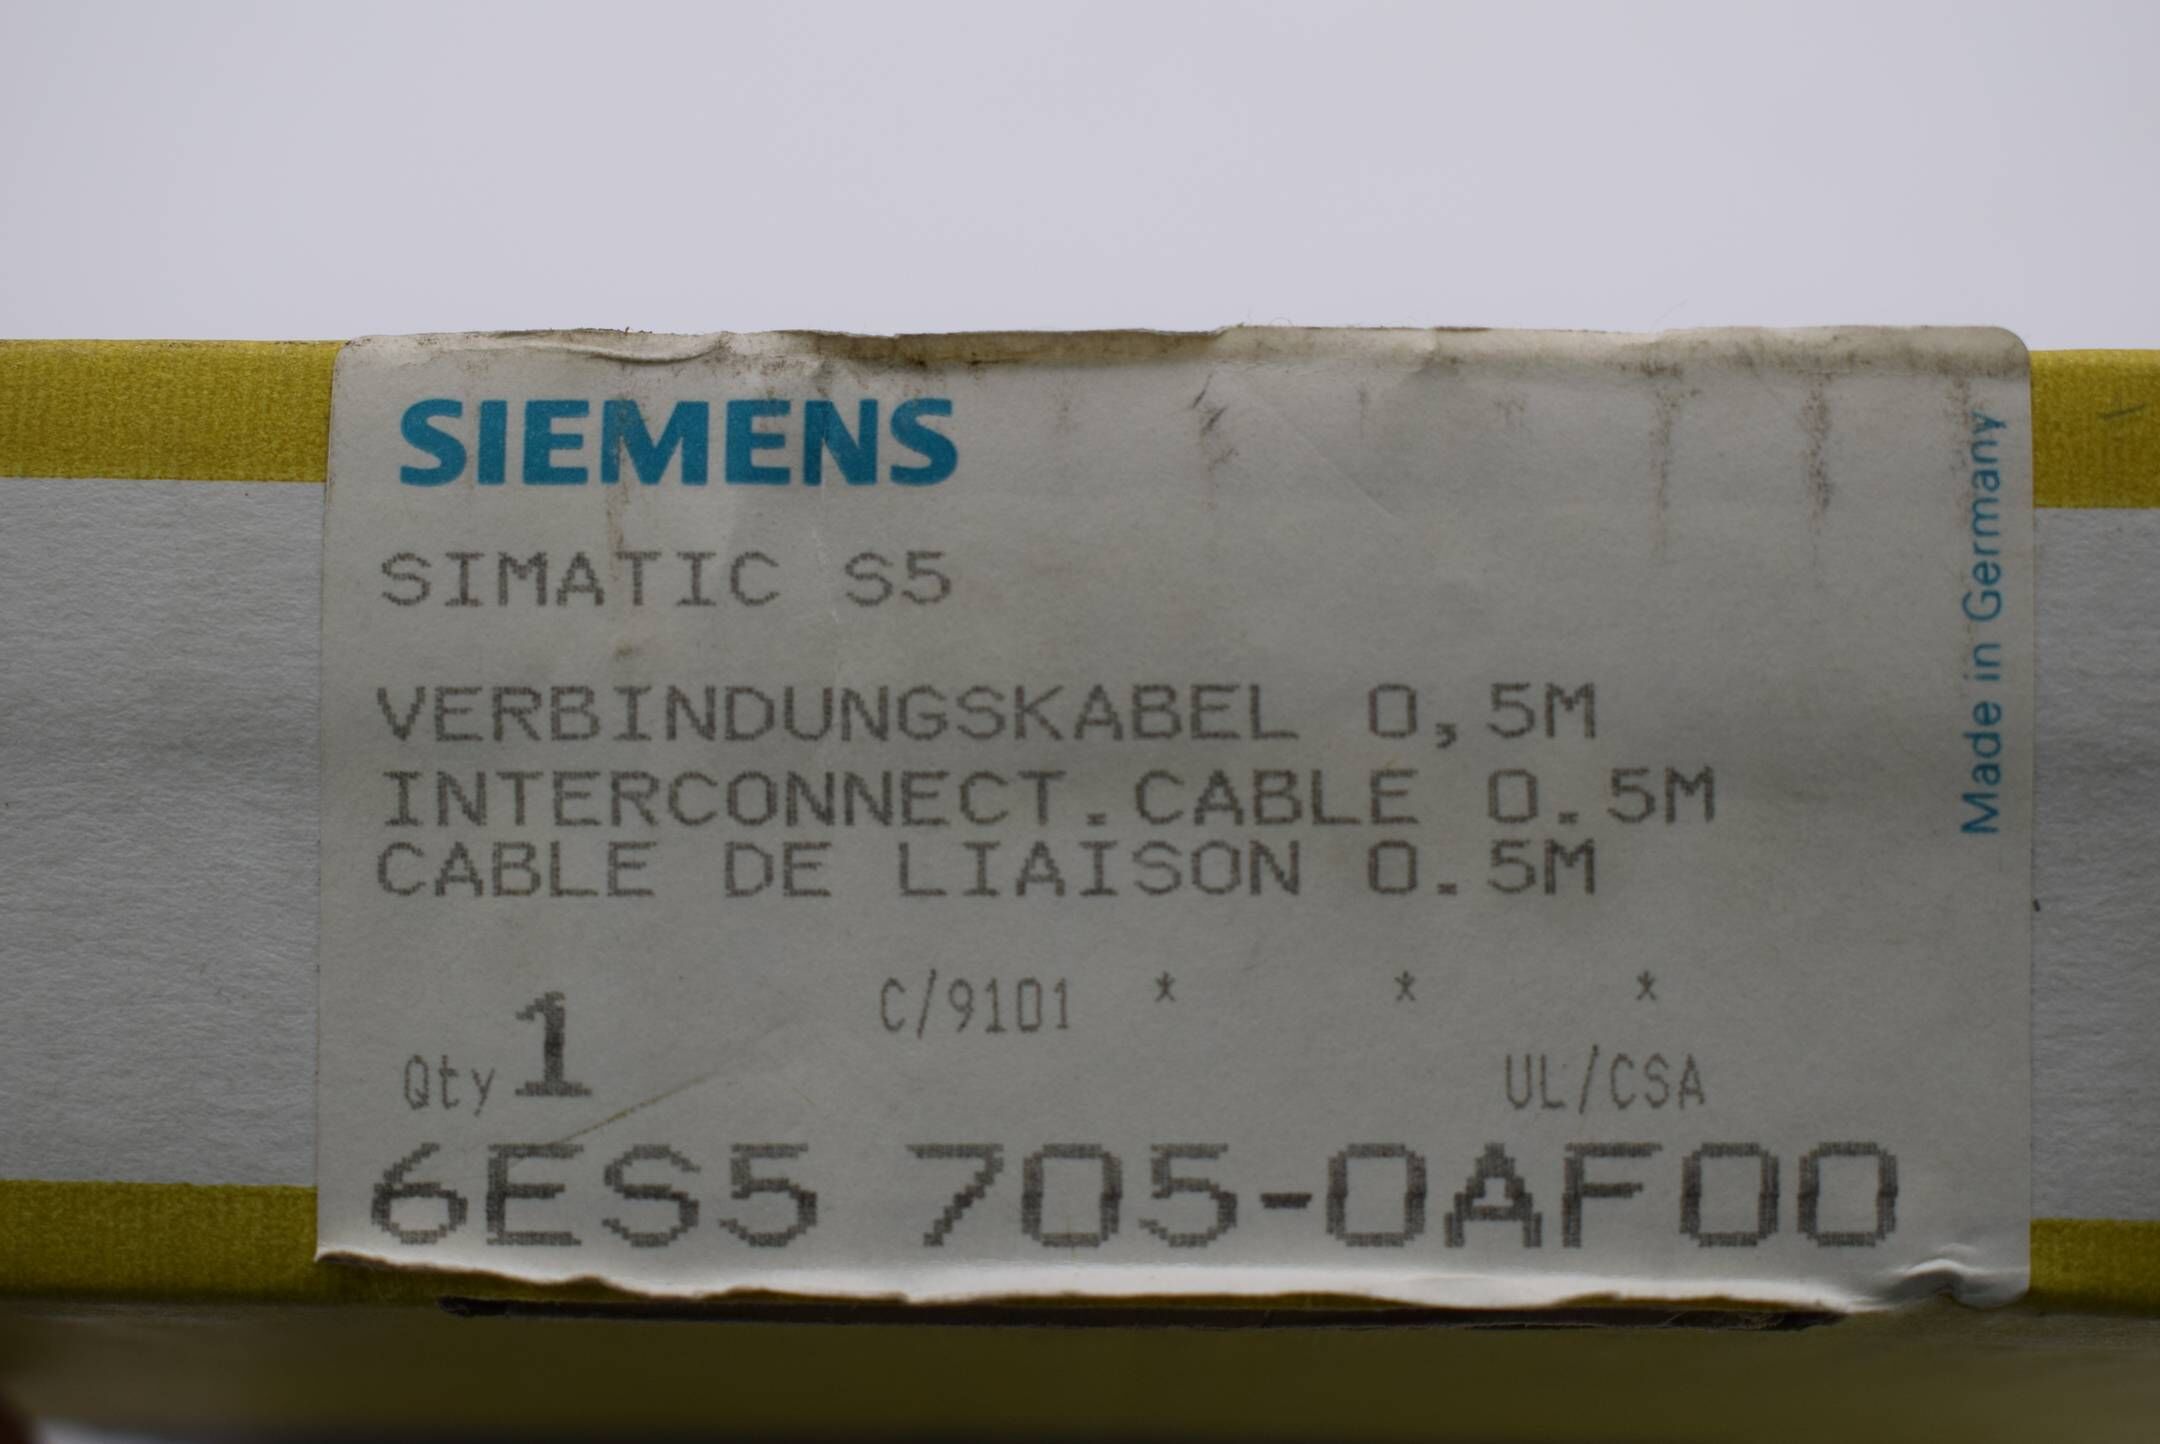 SIEMENS
SIMATIC S5
VERBINDUNGSKABEL 0,5M
INTERCONNECT.CABLE 0.5M
CABLE DE LIAISON 0.5M
C/9101 * * *
Qty 1
UL/CSA
6ES5 705-0AF00
Made in Germany